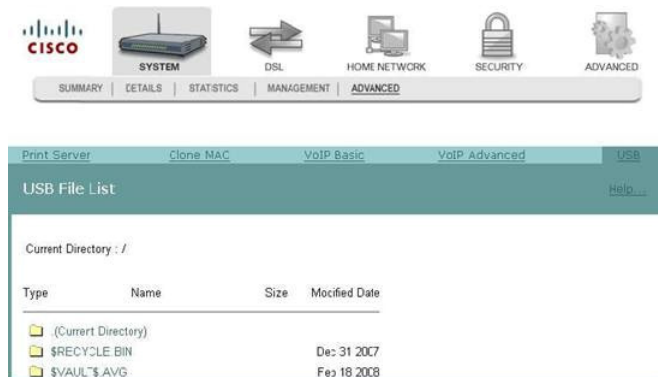 CISCO
SYSTEM DSL HOME NETWORK SECURITY ADVANCED
SUMMARY | DETAILS | STATISTICS | MANAGEMENT | ADVANCED
Print Server Clone MAC VoIP Basic VoIP Advanced USB
USB File List Help...
Current Directory : /
Type Name Size Modified Date
.(Current Directory)
$RECYCLE.BIN Dec 31 2007
$VAULT$.AVG Feb 18 2008